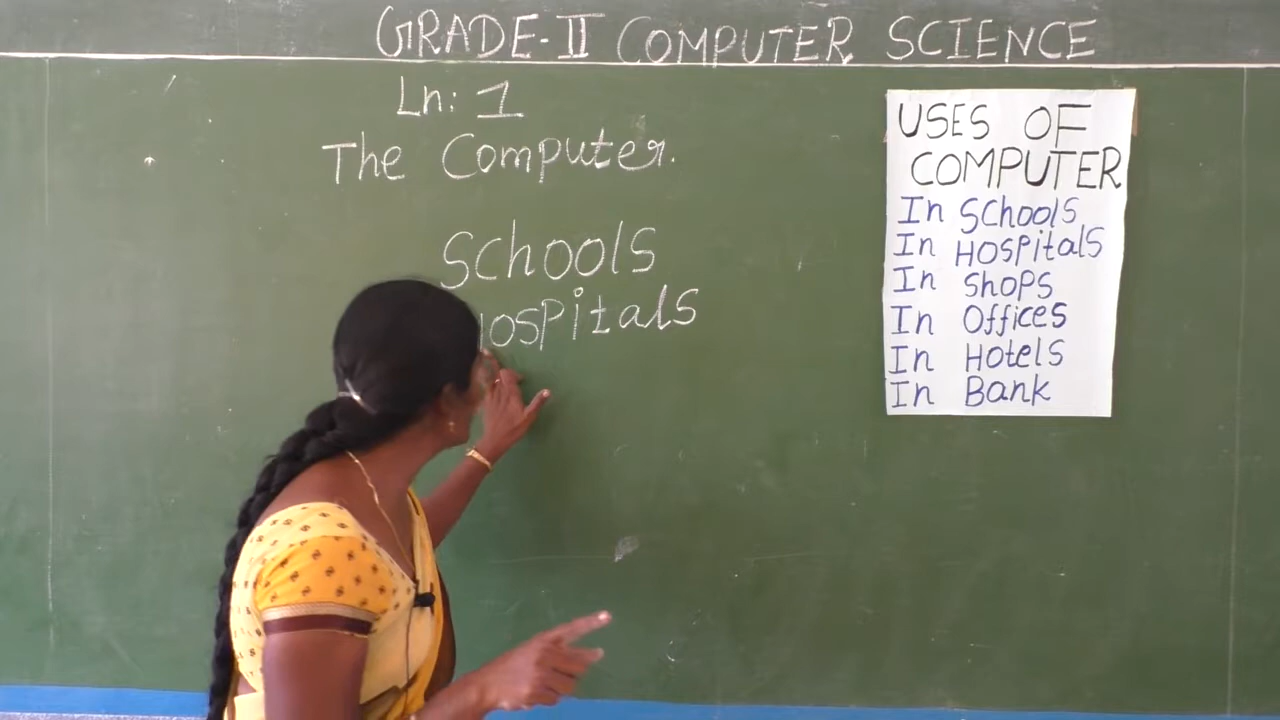 GRADE-II COMPUTER SCIENCE
Ln: 1
The Computer.
Schools
Hospitals
USES OF
COMPUTER
In Schools
In Hospitals
In Shops
In Offices
In Hotels
In Bank